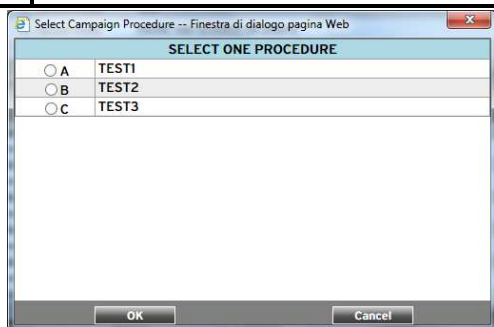 Select Campaign Procedure -- Finestra di dialogo pagina Web
SELECT ONE PROCEDURE
A TEST1
B TEST2
C TEST3
OK Cancel